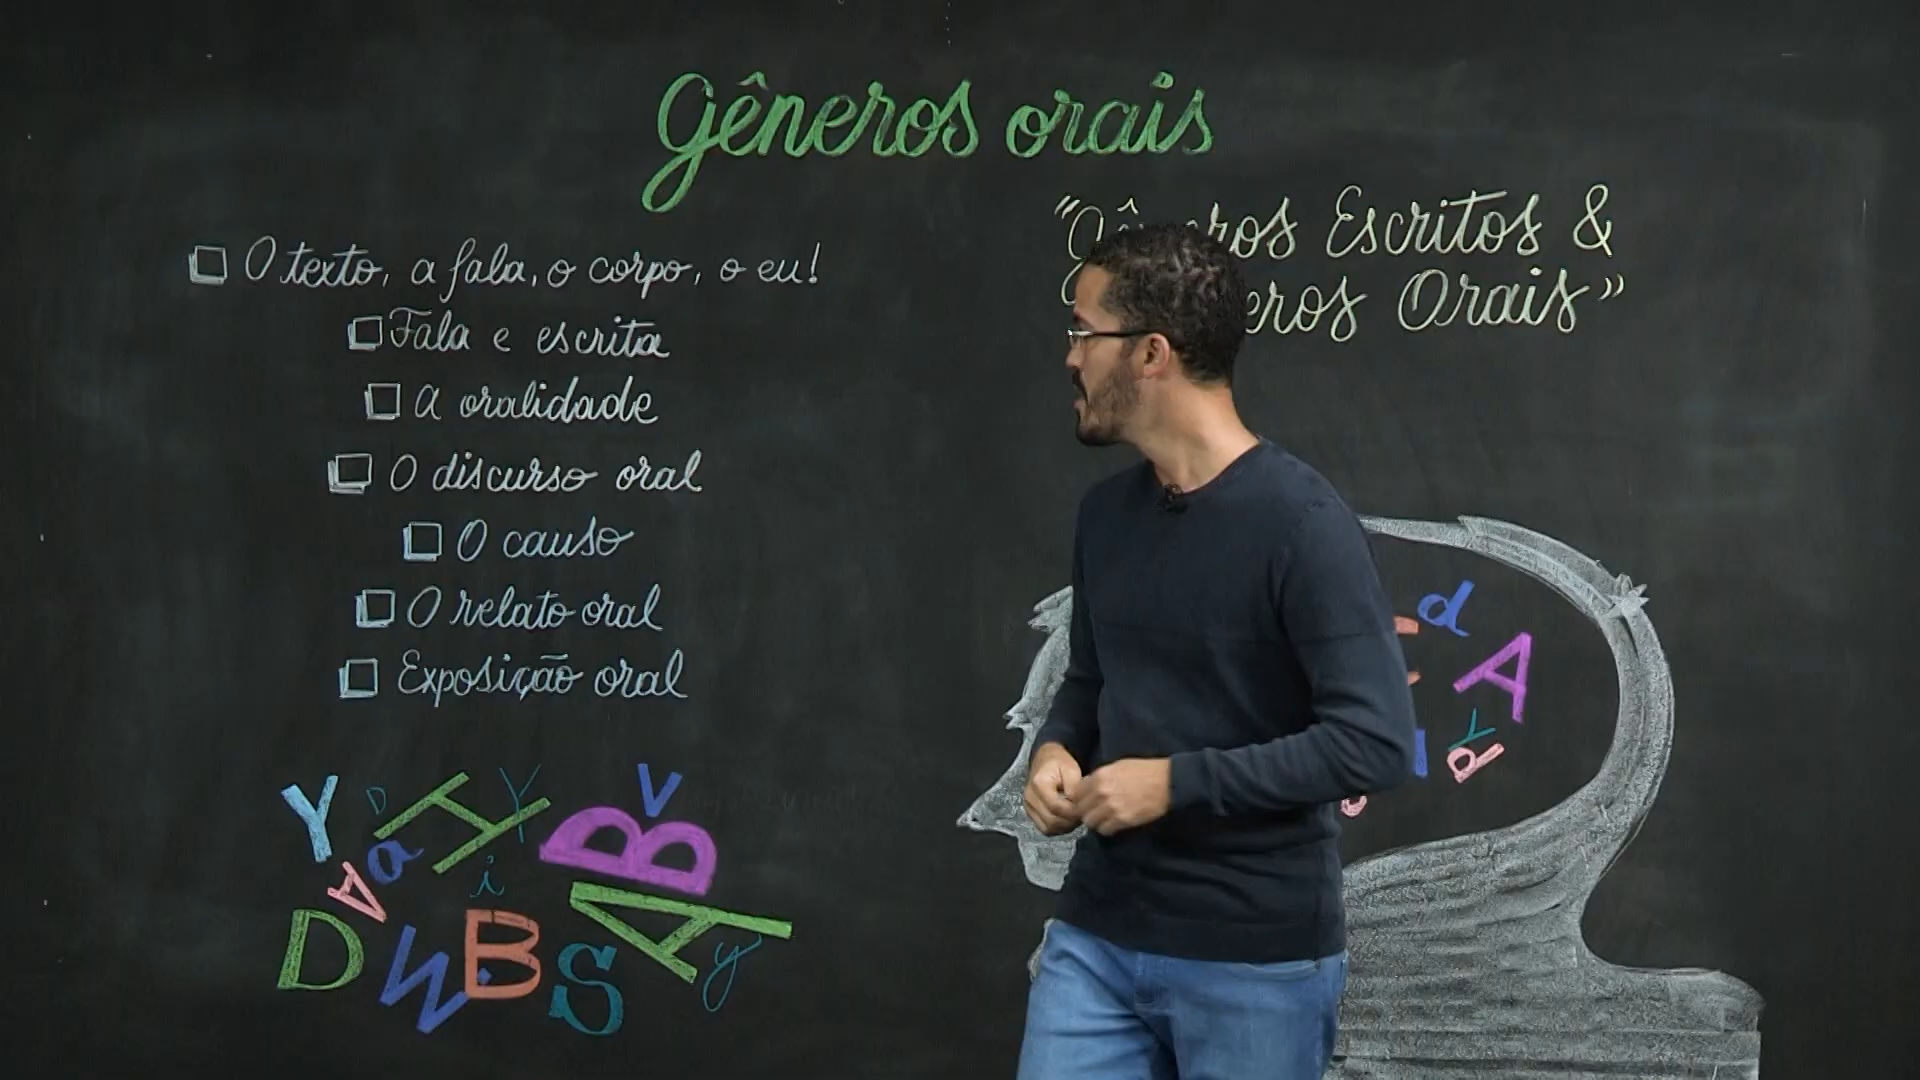 Gêneros orais
O texto, a fala, o corpo, o eu!
Fala e escrita
A oralidade
O discurso oral
O causo
O relato oral
Exposição oral
Escritos &
Orais"
Y D H Y B V
A a i A
D W B S y
d
A
Y
P